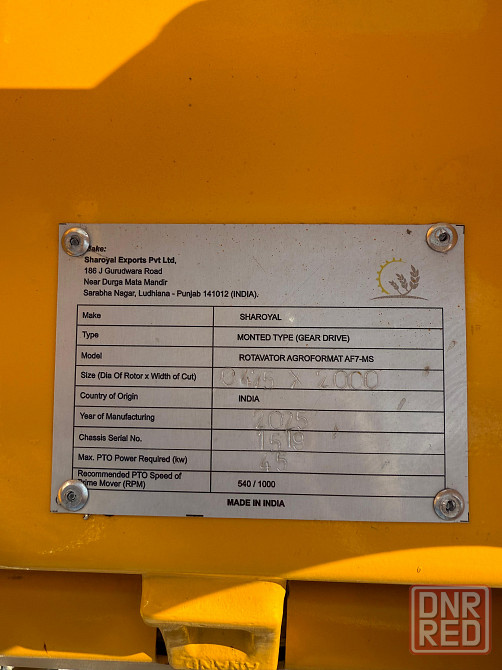 Make:
Sharoyal Exports Pvt Ltd,
186 J Gurudwara Road
Near Durga Mata Mandir
Sarabha Nagar, Ludhiana - Punjab 141012 (INDIA).
Make SHAROYAL
Type MONTED TYPE (GEAR DRIVE)
Model ROTAVATOR AGROFORMAT AF7-MS
Size (Dia Of Rotor x Width of Cut) X 2000
Country of Origin INDIA
Year of Manufacturing 2025
Chassis Serial No. 1519
Max. PTO Power Required (kw)
Recommended PTO Speed of
Prime Mover (RPM) 540 / 1000
MADE IN INDIA
DNR
RED